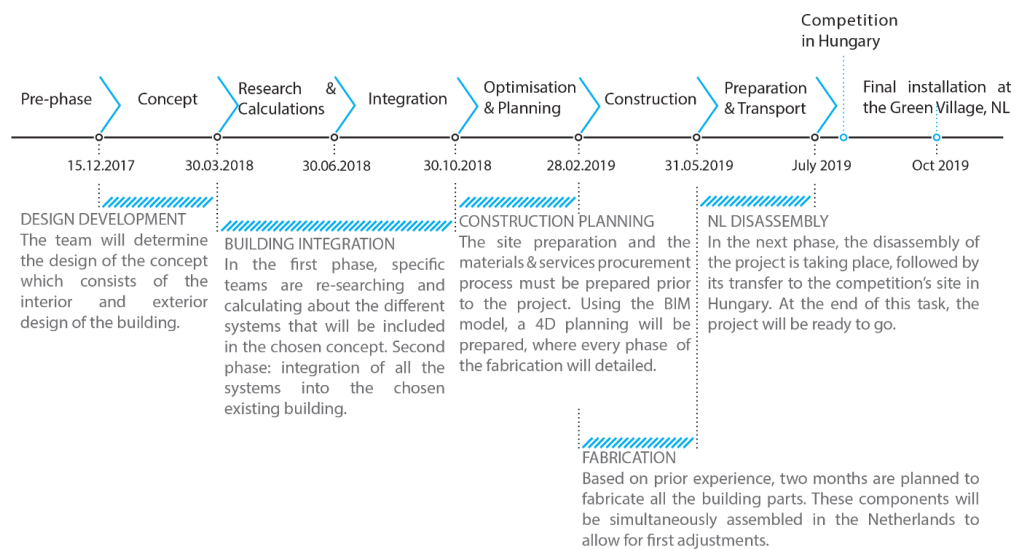 Competition
in Hungary
Pre-phase
Concept
Research &
Calculations
Integration
Optimisation
& Planning
Construction
Preparation
& Transport
Final installation at
the Green Village, NL
15.12.2017
30.03.2018
30.06.2018
30.10.2018
28.02.2019
31.05.2019
July 2019
Oct 2019
DESIGN DEVELOPMENT
The team will determine
the design of the concept
which consists of the
interior and exterior
design of the building.
BUILDING INTEGRATION
In the first phase, specific
teams are re-searching and
calculating about the different
systems that will be included
in the chosen concept. Second
phase: integration of all the
systems into the chosen
existing building.
CONSTRUCTION PLANNING
The site preparation and the
materials & services procurement
process must be prepared prior
to the project. Using the BIM
model, a 4D planning will be
prepared, where every phase of
the fabrication will detailed.
NL DISASSEMBLY
In the next phase, the disassembly of
the project is taking place, followed by
its transfer to the competition's site in
Hungary. At the end of this task, the
project will be ready to go.
FABRICATION
Based on prior experience, two months are planned to
fabricate all the building parts. These components will
be simultaneously assembled in the Netherlands to
allow for first adjustments.